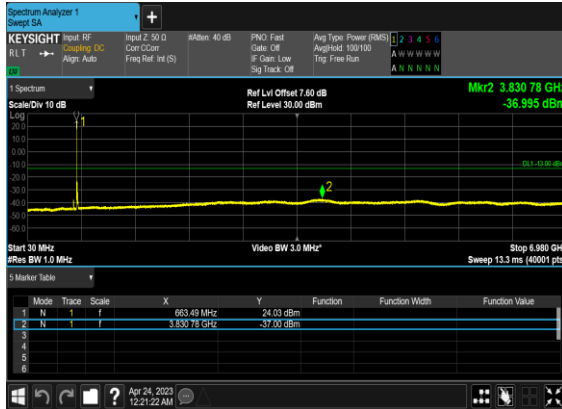 Spectrum Analyzer 1
Swept SA
+
KEYSIGHT
RLT
LU
Input: RF
Coupling: DC
Align: Auto
Input Z: 50 Ω
Corr CCorr
Freq Ref: Int (S)
#Atten: 40 dB
PNO: Fast
Gate: Off
IF Gain: Low
Sig Track: Off
Avg Type: Power (RMS)
Avg|Hold: 100/100
Trig: Free Run
1 2 3 4 5 6
A W W W W W
A N N N N N
1 Spectrum
Scale/Div 10 dB
Ref Lvl Offset 7.60 dB
Ref Level 30.00 dBm
Mkr2 3.830 78 GHz
-36.995 dBm
Log
20.0
10.0
0.00
-10.0
-20.0
-30.0
-40.0
-50.0
-60.0
1
2
DL1 -13.00 dBm
Start 30 MHz
#Res BW 1.0 MHz
Video BW 3.0 MHz*
Stop 6.980 GHz
Sweep 13.3 ms (40001 pts)
5 Marker Table
Mode Trace Scale X Y Function Function Width Function Value
1 N 1 f 663.49 MHz 24.03 dBm
2 N 1 f 3.830 78 GHz -37.00 dBm
3
4
5
6
?
Apr 24, 2023
12:21:22 AM